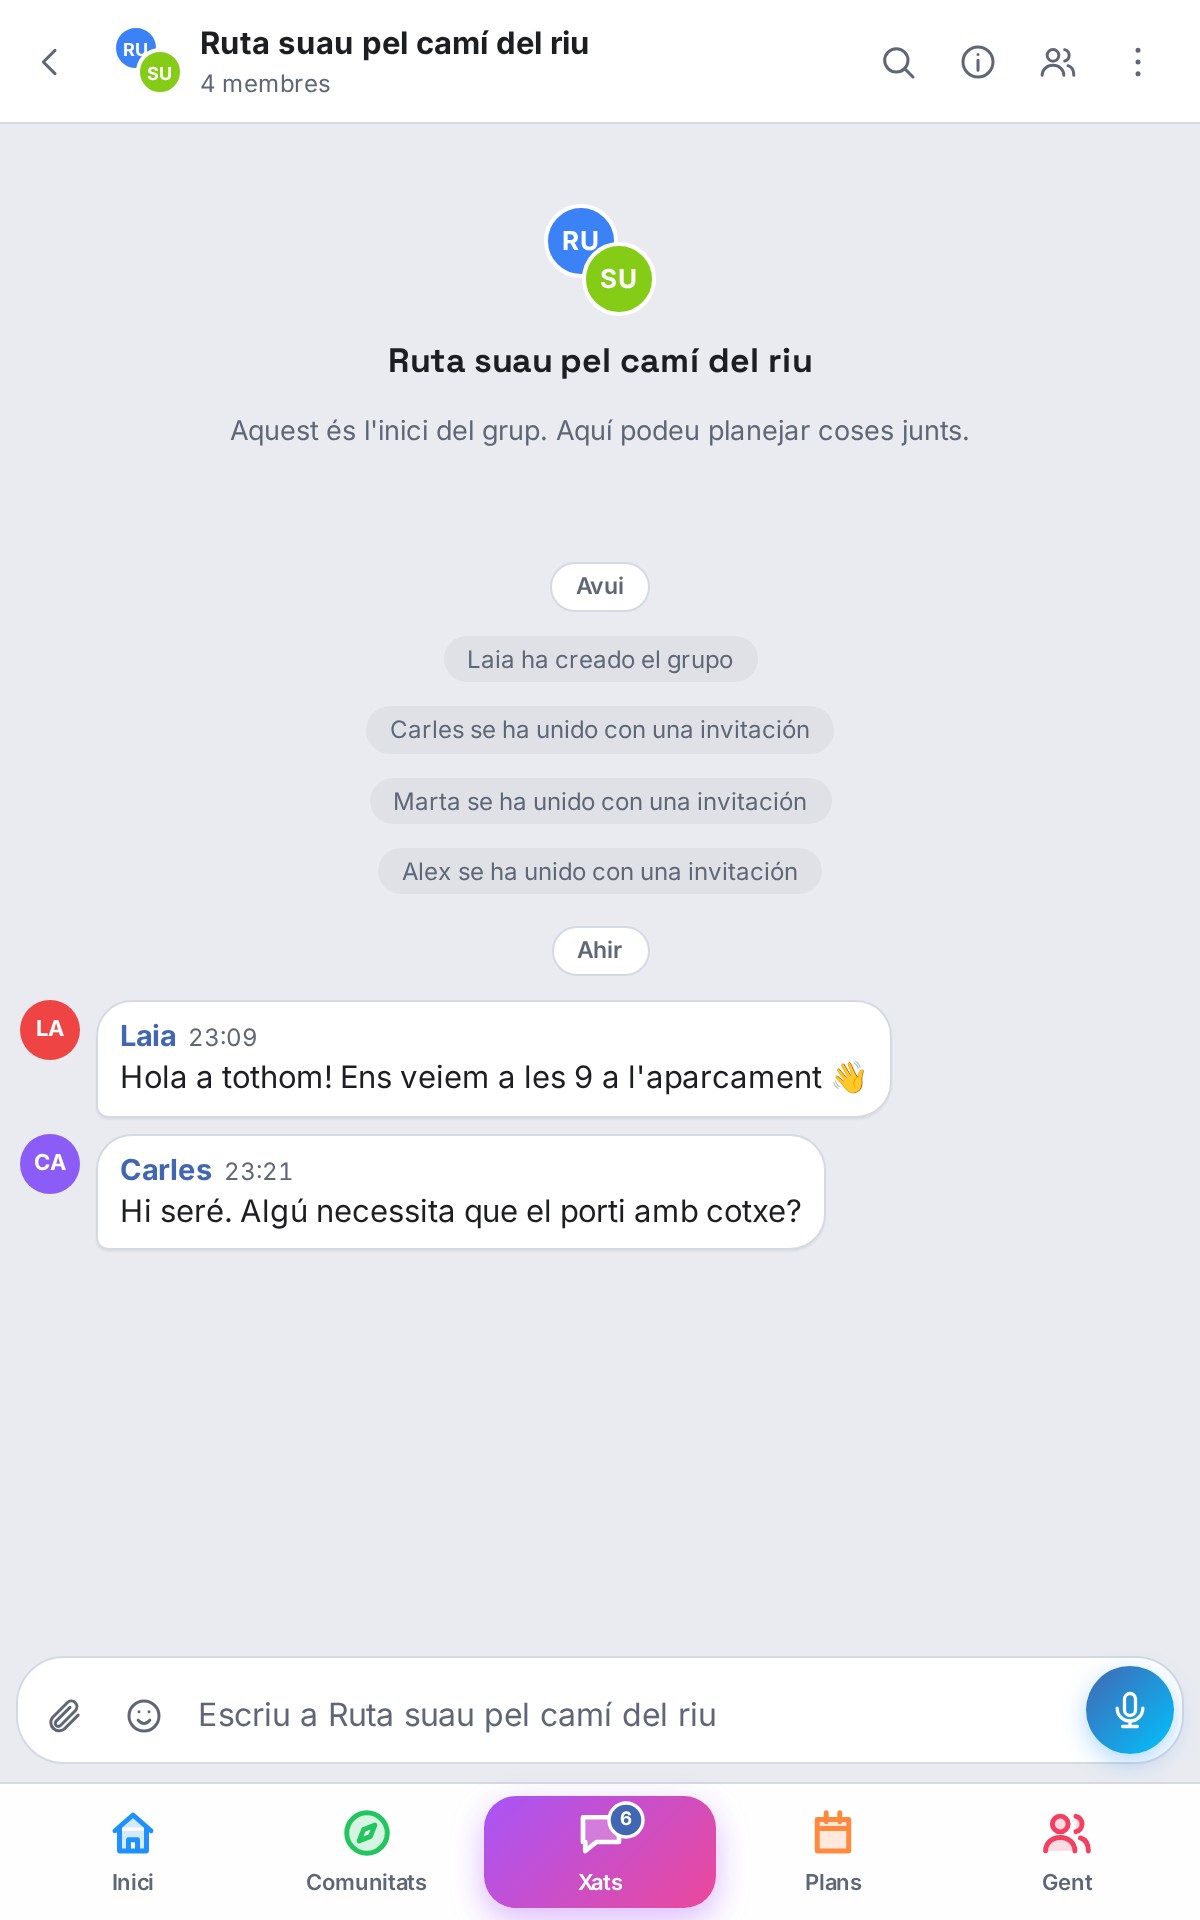 RU
SU
Ruta suau pel camí del riu
4 membres
RU
SU
Ruta suau pel camí del riu
Aquest és l'inici del grup. Aquí podeu planejar coses junts.
Avui
Laia ha creado el grupo
Carles se ha unido con una invitación
Marta se ha unido con una invitación
Alex se ha unido con una invitación
Ahir
LA
Laia 23:09
Hola a tothom! Ens veiem a les 9 a l'aparcament 👋
CA
Carles 23:21
Hi seré. Algú necessita que el porti amb cotxe?
Escriu a Ruta suau pel camí del riu
6
Inici
Comunitats
Xats
Plans
Gent